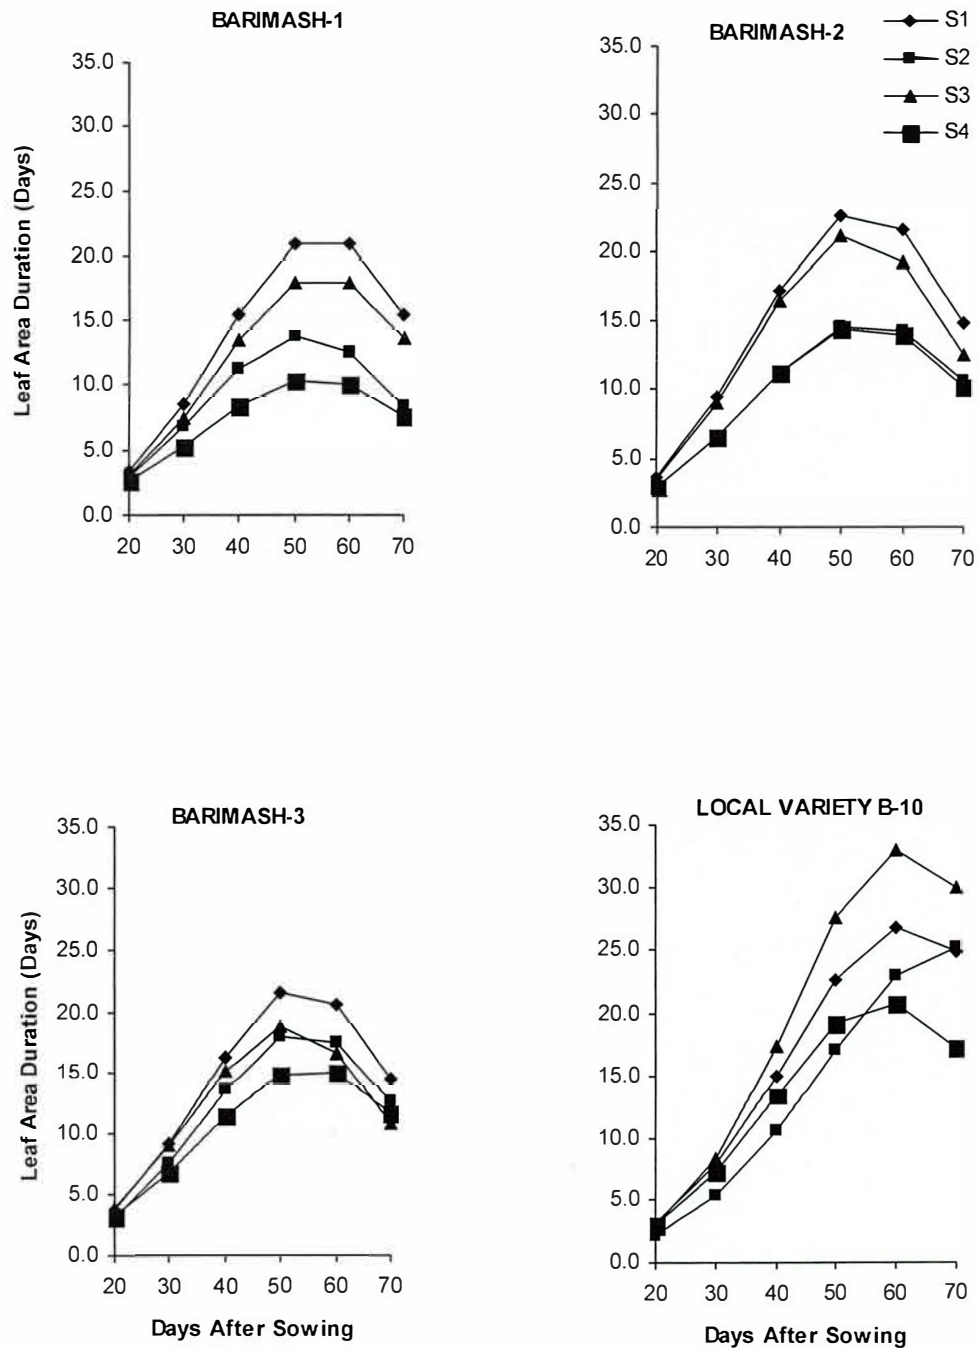 BARIMASH-1
Leaf Area Duration (Days)
35.0
30.0
25.0
20.0
15.0
10.0
5.0
0.0
20 30 40 50 60 70
BARIMASH-2
S1
S2
S3
S4
35.0
30.0
25.0
20.0
15.0
10.0
5.0
0.0
20 30 40 50 60 70
BARIMASH-3
Leaf Area Duration (Days)
35.0
30.0
25.0
20.0
15.0
10.0
5.0
0.0
20 30 40 50 60 70
Days After Sowing
LOCAL VARIETY B-10
35.0
30.0
25.0
20.0
15.0
10.0
5.0
0.0
20 30 40 50 60 70
Days After Sowing